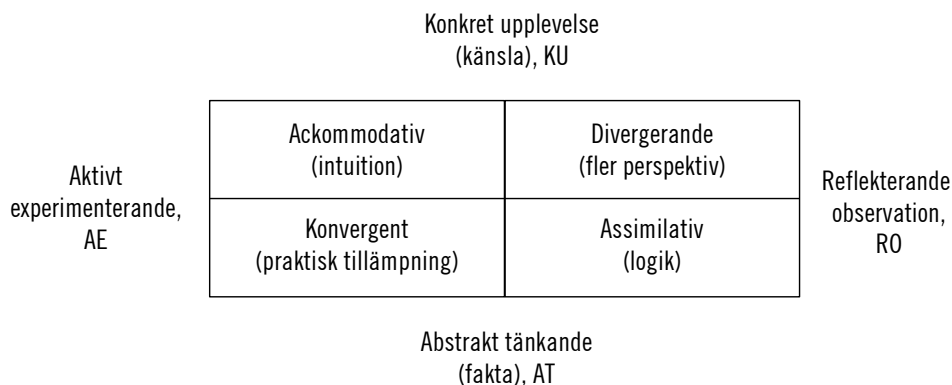 Konkret upplevelse
(känsla), KU
Ackommodativ
(intuition)
Divergerande
(fler perspektiv)
Aktivt
experimenterande,
AE
Reflekterande
observation,
RO
Konvergent
(praktisk tillämpning)
Assimilativ
(logik)
Abstrakt tänkande
(fakta), AT